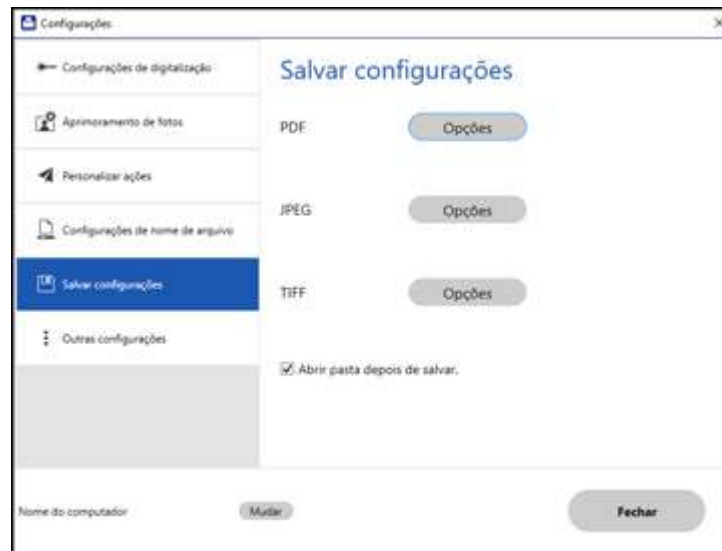 Configurações
Configurações de digitalização
Aprimoramento de fotos
Personalizar ações
Configurações de nome de arquivo
Salvar configurações
Outras configurações
Salvar configurações
PDF
Opções
JPEG
Opções
TIFF
Opções
Abrir pasta depois de salvar.
Nome do computador
Mudar
Fechar